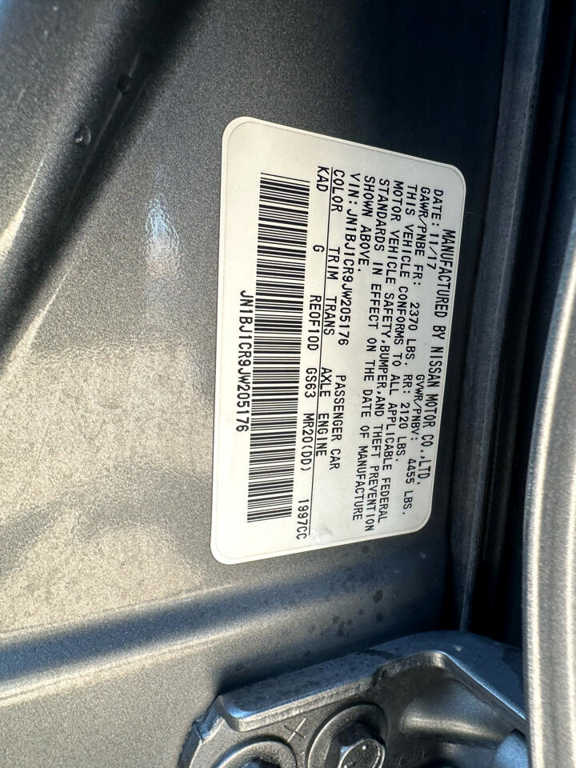 MANUFACTURED BY NISSAN MOTOR CO.,LTD.
DATE: 11/17 GVWR/PNBV: 4455 LBS.
GAWR/PNBE FR: 2370 LBS. RR: 2120 LBS.
THIS VEHICLE CONFORMS TO ALL APPLICABLE FEDERAL
MOTOR VEHICLE SAFETY,BUMPER,AND THEFT PREVENTION
STANDARDS IN EFFECT ON THE DATE OF MANUFACTURE
SHOWN ABOVE.
VIN: JN1BJ1CR9JW205176 PASSENGER CAR
COLOR TRIM TRANS AXLE ENGINE
KAD G RE0F10D GS63 MR20(DD) 1997CC
JN1BJ1CR9JW205176